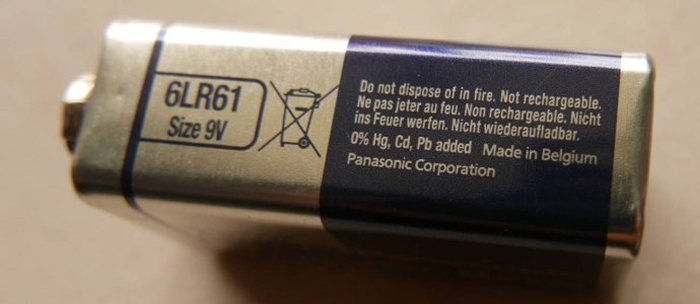 6LR61
Size 9V
Do not dispose of in fire. Not rechargeable.
Ne pas jeter au feu. Non rechargeable. Nicht
ins Feuer werfen. Nicht wiederaufladbar.
0% Hg, Cd, Pb added Made in Belgium
Panasonic Corporation